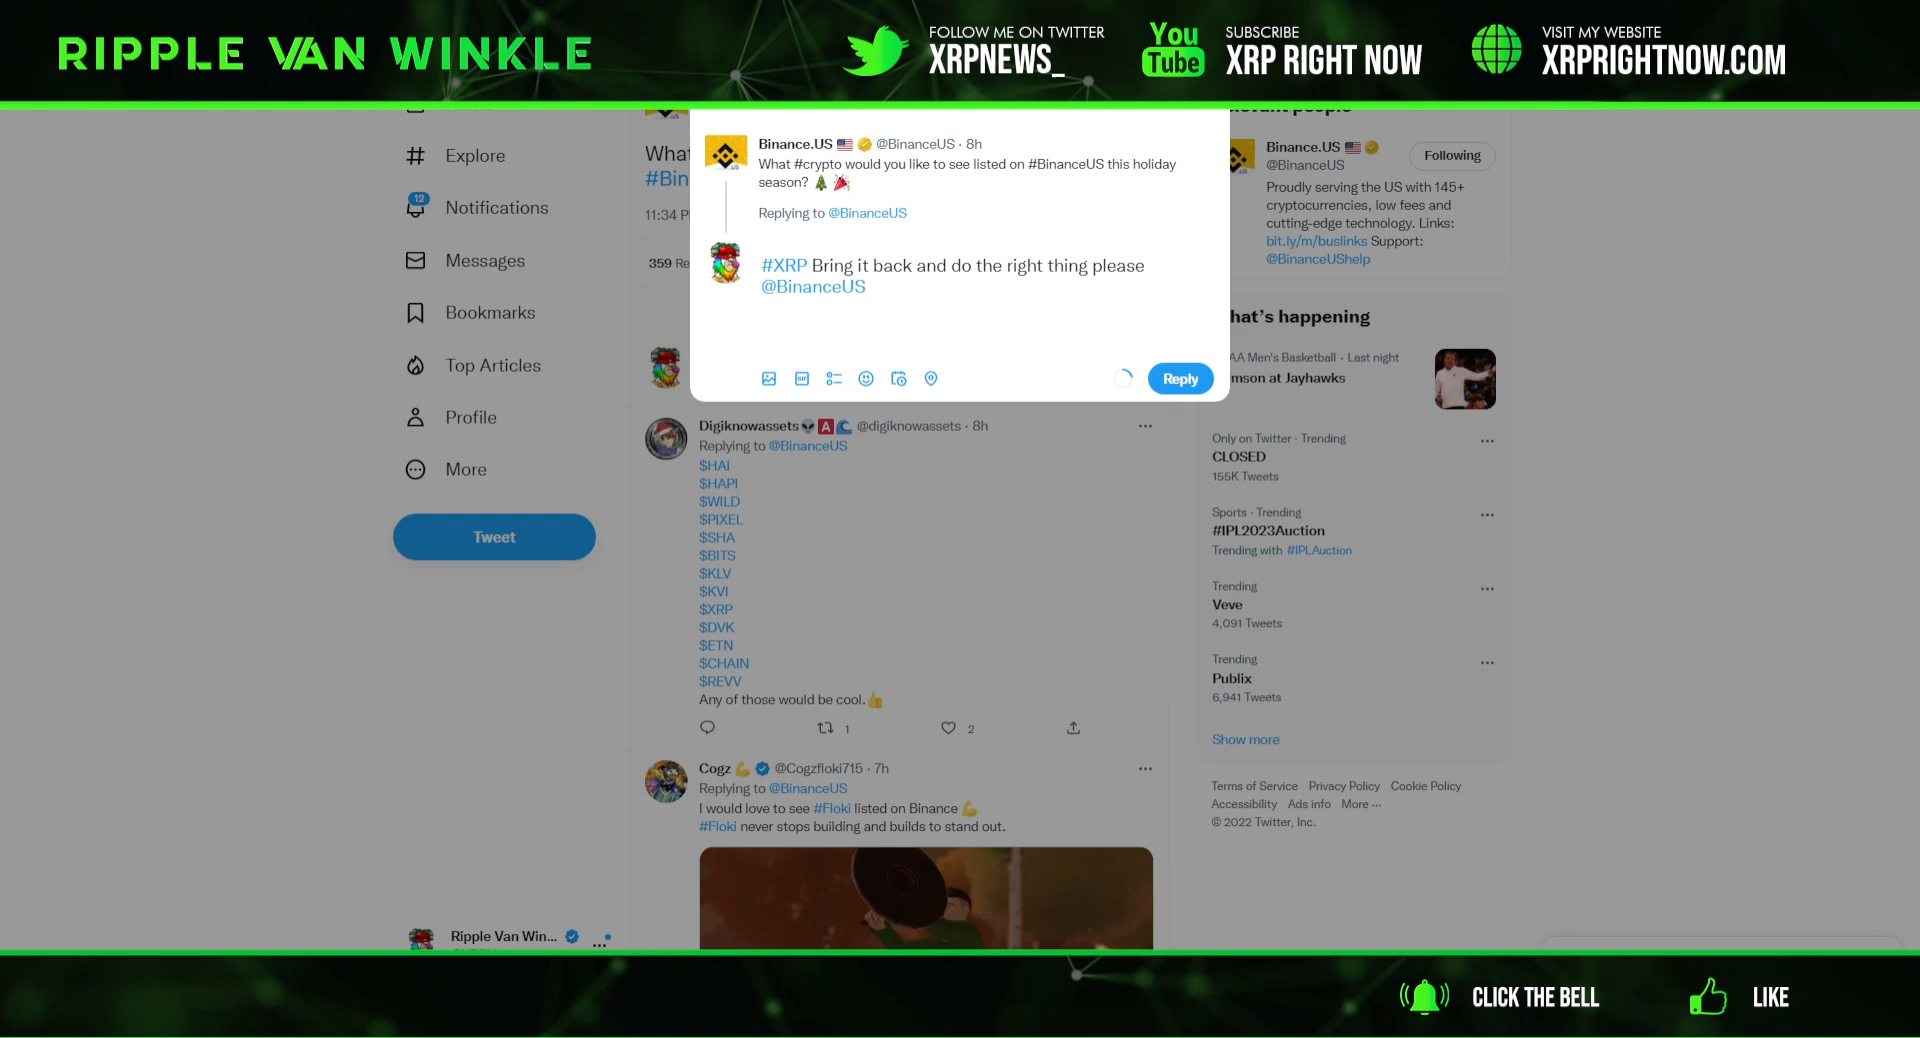 RIPPLE VAN WINKLE
FOLLOW ME ON TWITTER
XRPNEWS_
You
Tube
SUBSCRIBE
XRP RIGHT NOW
VISIT MY WEBSITE
XRPRIGHTNOW.COM
Explore
12
Notifications
Messages
Bookmarks
Top Articles
Profile
More
Tweet
Ripple Van Win...
What
#Bin
11:34 P
359 Re
Binance.US @BinanceUS · 8h
What #crypto would you like to see listed on #BinanceUS this holiday
season?
Replying to @BinanceUS
#XRP Bring it back and do the right thing please
@BinanceUS
GIF
Reply
Digiknowassets A @digiknowassets · 8h
Replying to @BinanceUS
$HAI
$HAPI
$WILD
$PIXEL
$SHA
$BITS
$KLV
$KVI
$XRP
$DVK
$ETN
$CHAIN
$REVV
Any of those would be cool.
1
2
Cogz @Cogzfloki715 · 7h
Replying to @BinanceUS
I would love to see #Floki listed on Binance
#Floki never stops building and builds to stand out.
people
Binance.US
@BinanceUS
Following
Proudly serving the US with 145+
cryptocurrencies, low fees and
cutting-edge technology. Links:
bit.ly/m/buslinks Support:
@BinanceUShelp
hat's happening
AA Men's Basketball · Last night
mson at Jayhawks
Only on Twitter · Trending
CLOSED
155K Tweets
Sports · Trending
#IPL2023Auction
Trending with #IPLAuction
Trending
Veve
4,091 Tweets
Trending
Publix
6,941 Tweets
Show more
Terms of Service Privacy Policy Cookie Policy
Accessibility Ads info More ...
© 2022 Twitter, Inc.
CLICK THE BELL
LIKE